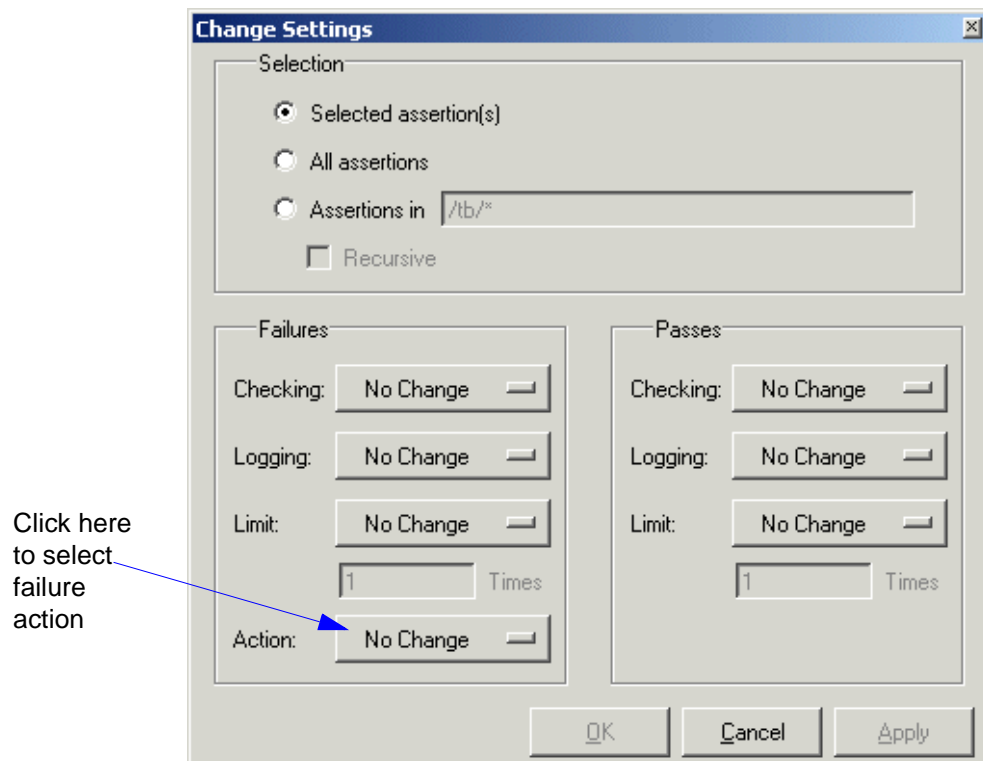 Change Settings
Selection
Selected assertion(s)
All assertions
Assertions in /tb/*
Recursive
Failures
Checking: No Change
Logging: No Change
Limit: No Change
1 Times
Action: No Change
Passes
Checking: No Change
Logging: No Change
Limit: No Change
1 Times
Click here
to select
failure
action
OK Cancel Apply